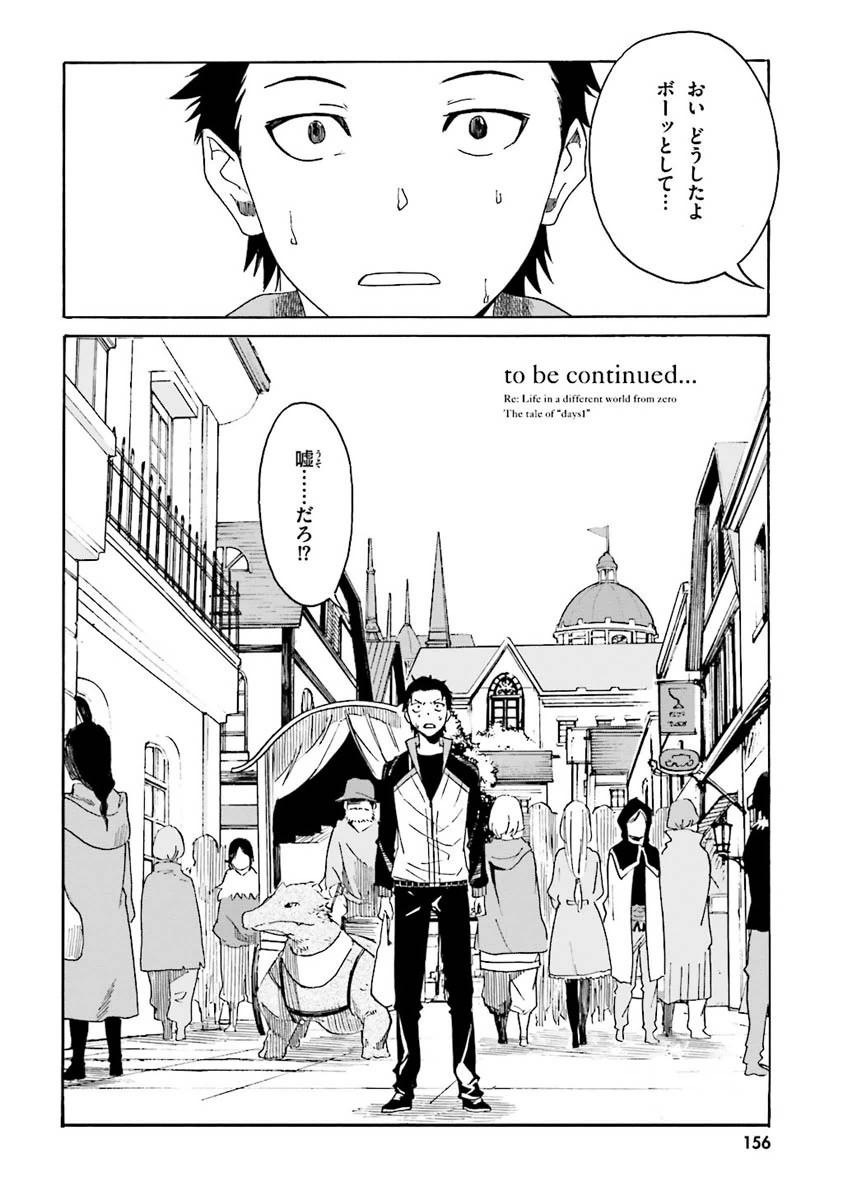 おい どうしたよ
ボーッとして…
to be continued...
Re: Life in a different world from zero
The tale of "days1"
嘘……だろ!?
うそ
156